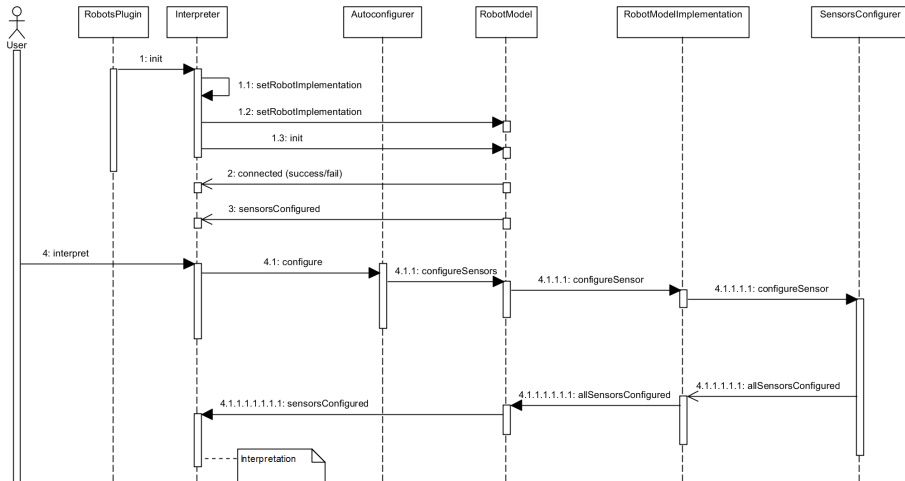 RobotsPlugin
Interpreter
Autoconfigurer
RobotModel
RobotModelImplementation
SensorsConfigurer
User
1: init
1.1: setRobotImplementation
1.2: setRobotImplementation
1.3: init
2: connected (success/fail)
3: sensorsConfigured
4: interpret
4.1: configure
4.1.1: configureSensors
4.1.1.1: configureSensor
4.1.1.1.1: configureSensor
4.1.1.1.1.1: allSensorsConfigured
4.1.1.1.1.1.1: allSensorsConfigured
4.1.1.1.1.1.1.1: sensorsConfigured
Interpretation